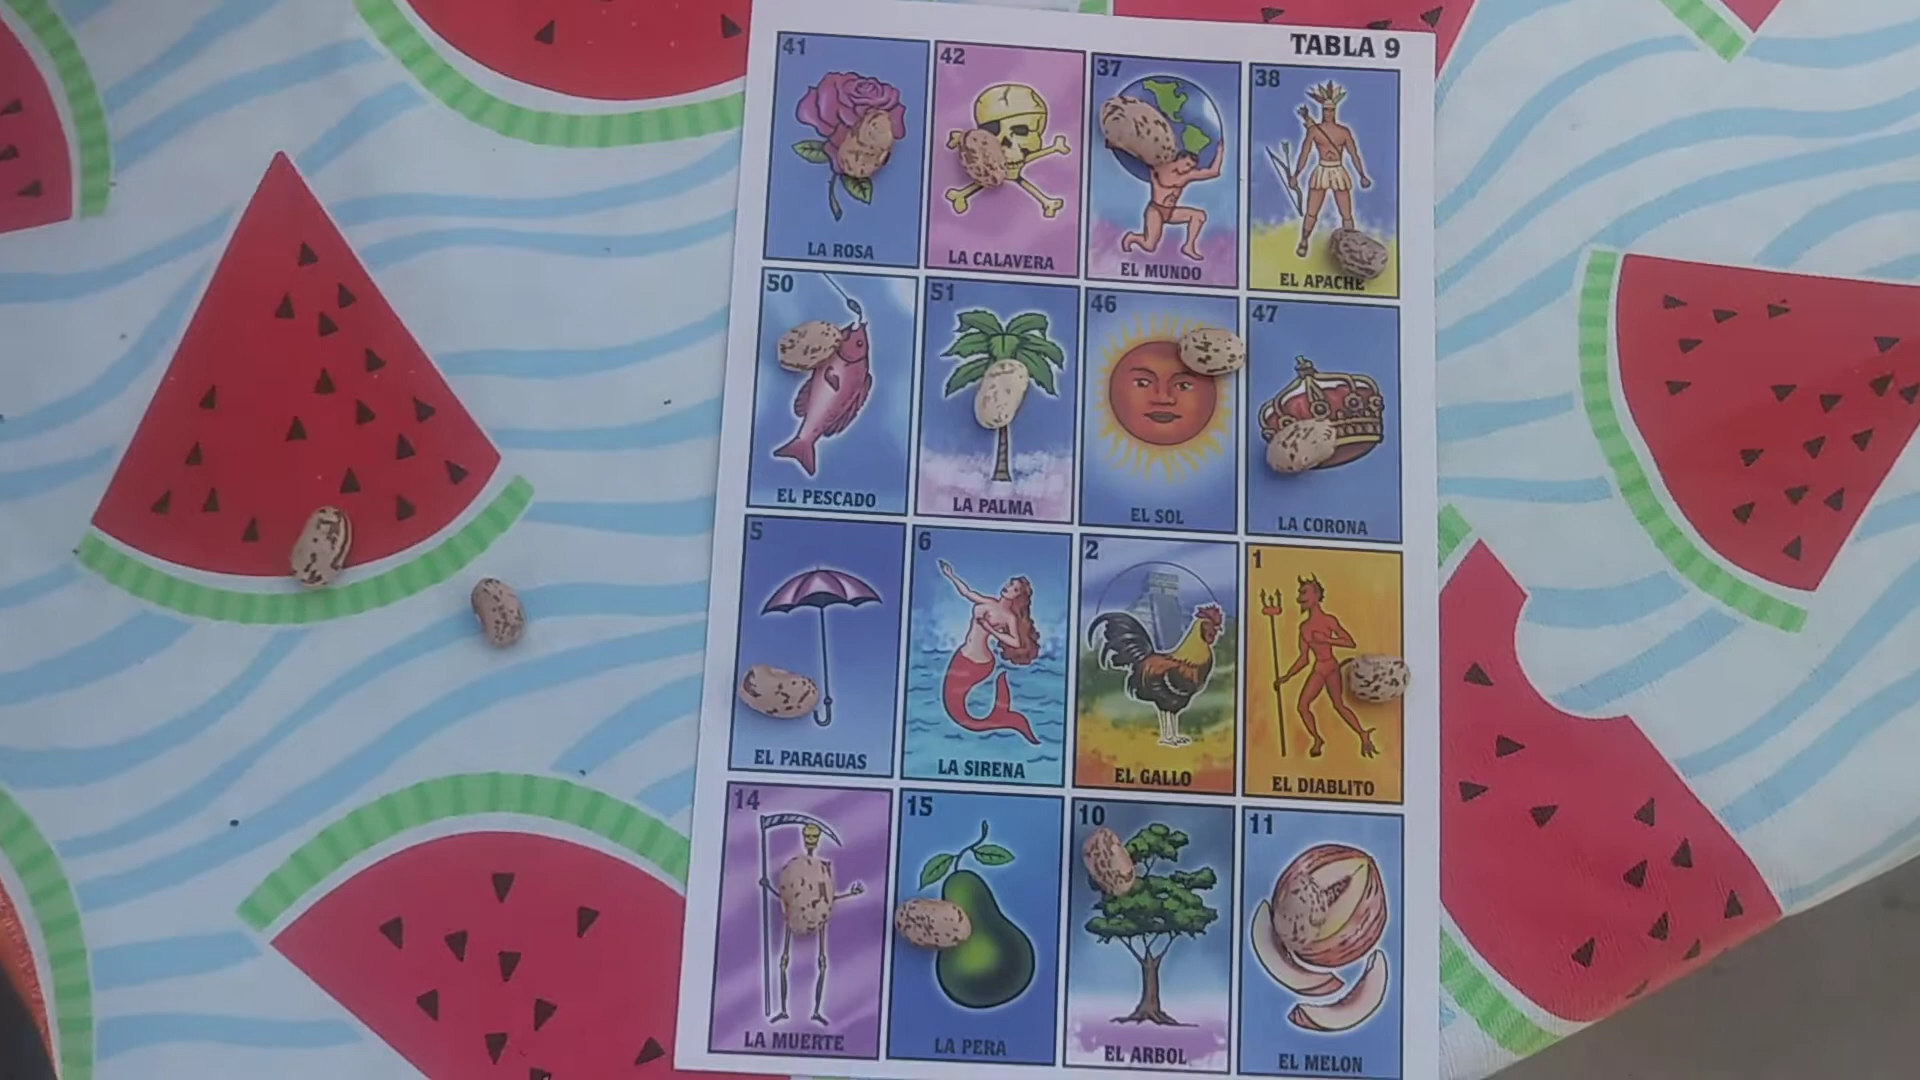 TABLA 9
41 42 37 38
LA ROSA LA CALAVERA EL MUNDO EL APACHE
50 51 46 47
EL PESCADO LA PALMA EL SOL LA CORONA
5 6 2 1
EL PARAGUAS LA SIRENA EL GALLO EL DIABLITO
14 15 10 11
LA MUERTE LA PERA EL ARBOL EL MELON